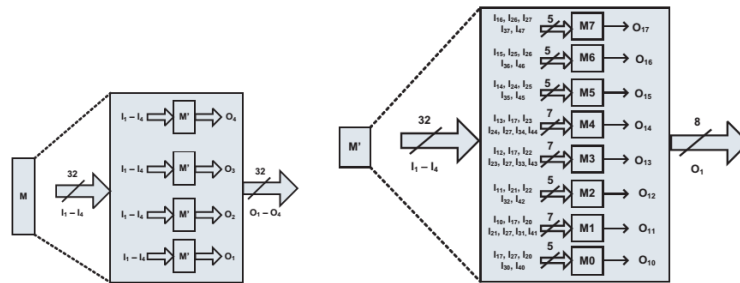 M
32
I1 – I4
I1 – I4 M' O4
I1 – I4 M' O3
I1 – I4 M' O2
I1 – I4 M' O1
32
O1 – O4
M'
32
I1 – I4
I16, I26, I27
I37, I47
5 M7 O17
I15, I25, I26
I36, I46
5 M6 O16
I14, I24, I25
I35, I45
5 M5 O15
I13, I17, I23
I24, I27, I34, I44
7 M4 O14
I12, I17, I22
I23, I27, I33, I43
7 M3 O13
I11, I21, I22
I32, I42
5 M2 O12
I10, I17, I20
I21, I27, I31, I41
7 M1 O11
I17, I27, I20
I30, I40
5 M0 O10
8
O1